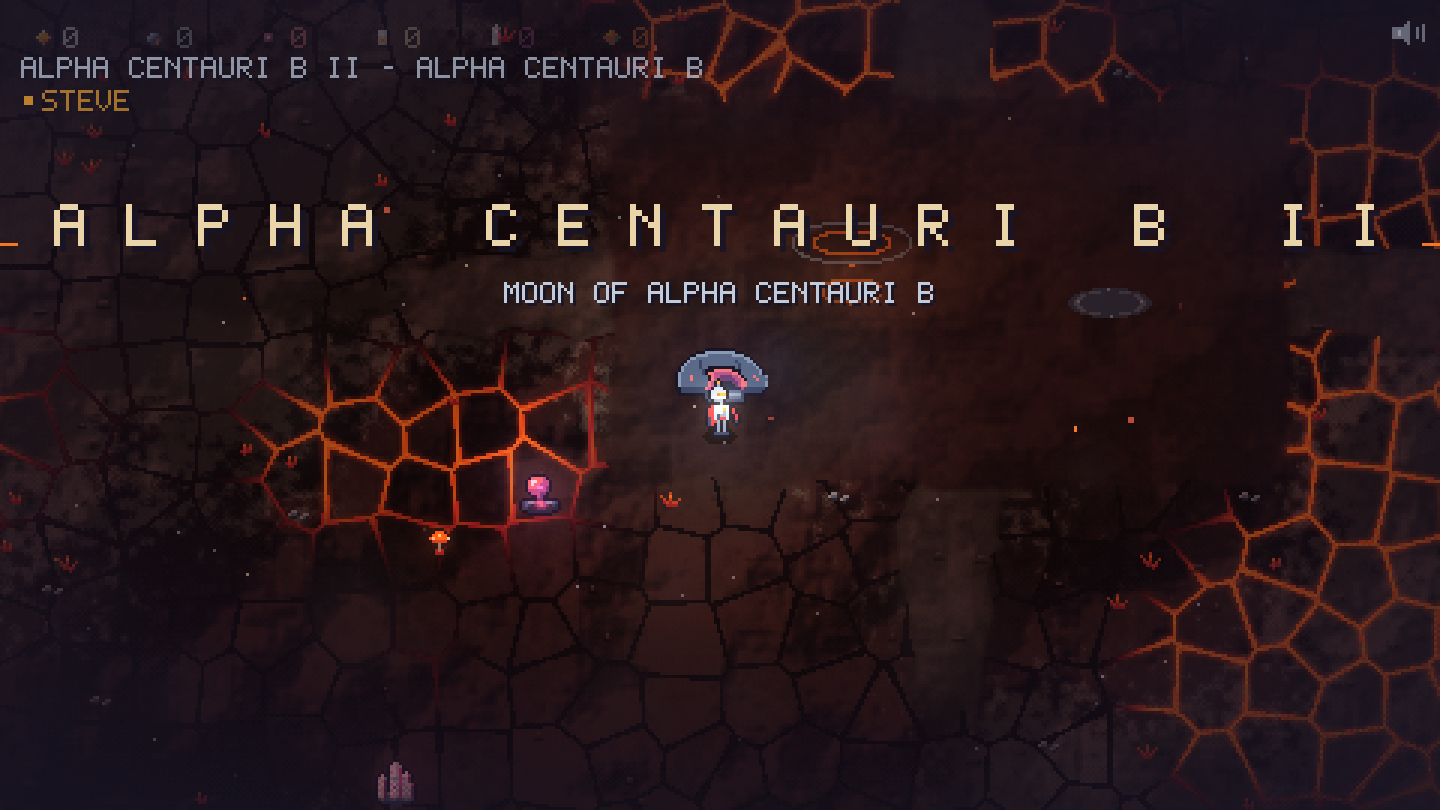 0 0 0 0 0 0
ALPHA CENTAURI B II - ALPHA CENTAURI B
STEVE
ALPHA CENTAURI B II
MOON OF ALPHA CENTAURI B